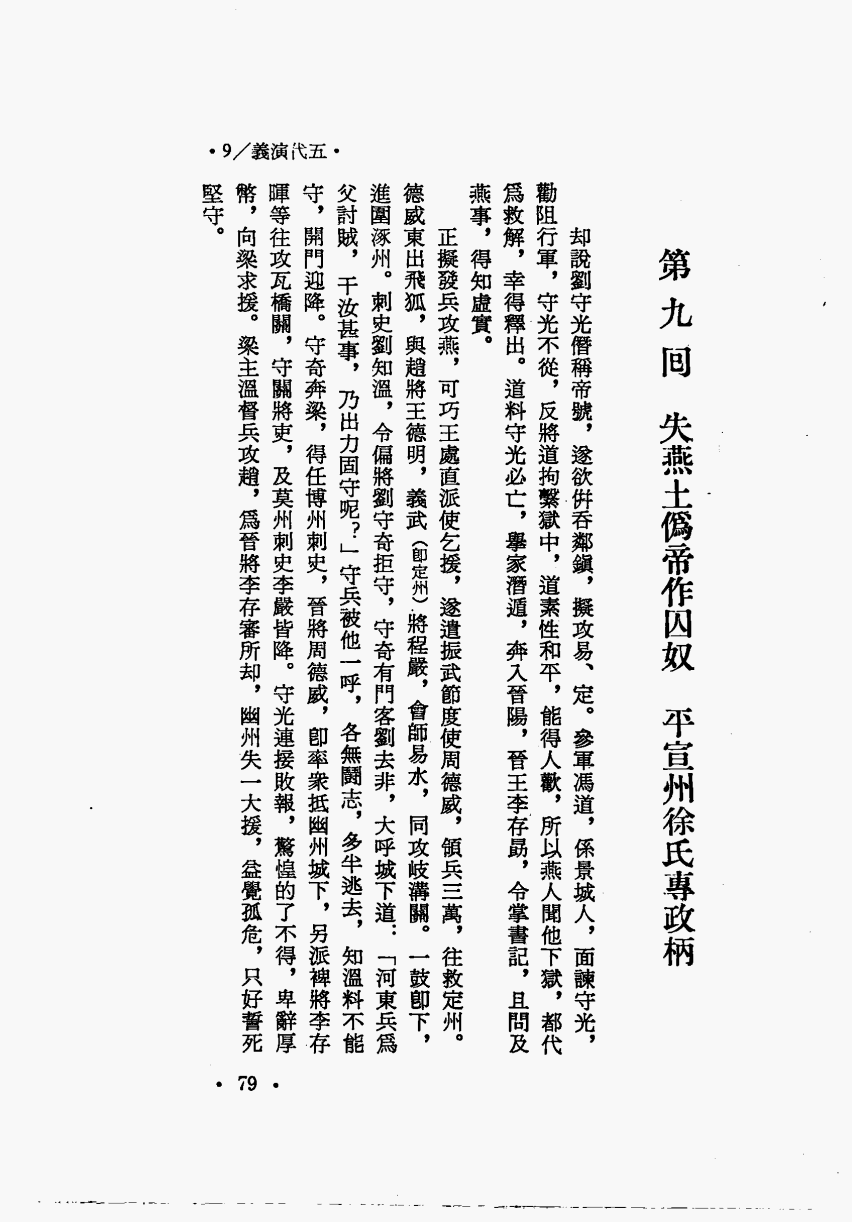 •9／義演代五•
第九回　失燕土僞帝作囚奴　平宣州徐氏專政柄
却說劉守光僭稱帝號，遂欲併吞鄰鎭，擬攻易、定。參軍馮道，係景城人，面諫守光，
勸阻行軍，守光不從，反將道拘繫獄中，道素性和平，能得人歡，所以燕人聞他下獄，都代
爲救解，幸得釋出。道料守光必亡，舉家潛遁，奔入晉陽，晉王李存勗，令掌書記，且問及
燕事，得知虛實。
正擬發兵攻燕，可巧王處直派使乞援，遂遣振武節度使周德威，領兵三萬，往救定州。
德威東出飛狐，與趙將王德明，義武（卽定州）將程嚴，會師易水，同攻岐溝關。一鼓卽下，
進圍涿州。刺史劉知溫，令偏將劉守奇拒守，守奇有門客劉去非，大呼城下道：「河東兵爲
父討賊，干汝甚事，乃出力固守呢？」守兵被他一呼，各無鬭志，多半逃去，知溫料不能
守，開門迎降。守奇奔梁，得任博州刺史，晉將周德威，卽率衆抵幽州城下，另派裨將李存
暉等往攻瓦橋關，守關將吏，及莫州刺史李嚴皆降。守光連接敗報，驚惶的了不得，卑辭厚
幣，向梁求援。梁主溫督兵攻趙，爲晉將李存審所却，幽州失一大援，益覺孤危，只好誓死
堅守。
• 79 •